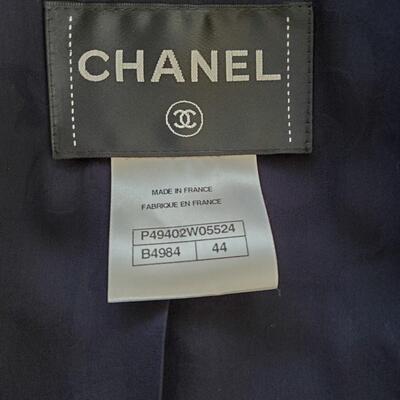 CHANEL
MADE IN FRANCE
FABRIQUE EN FRANCE
P49402W05524
B4984 44